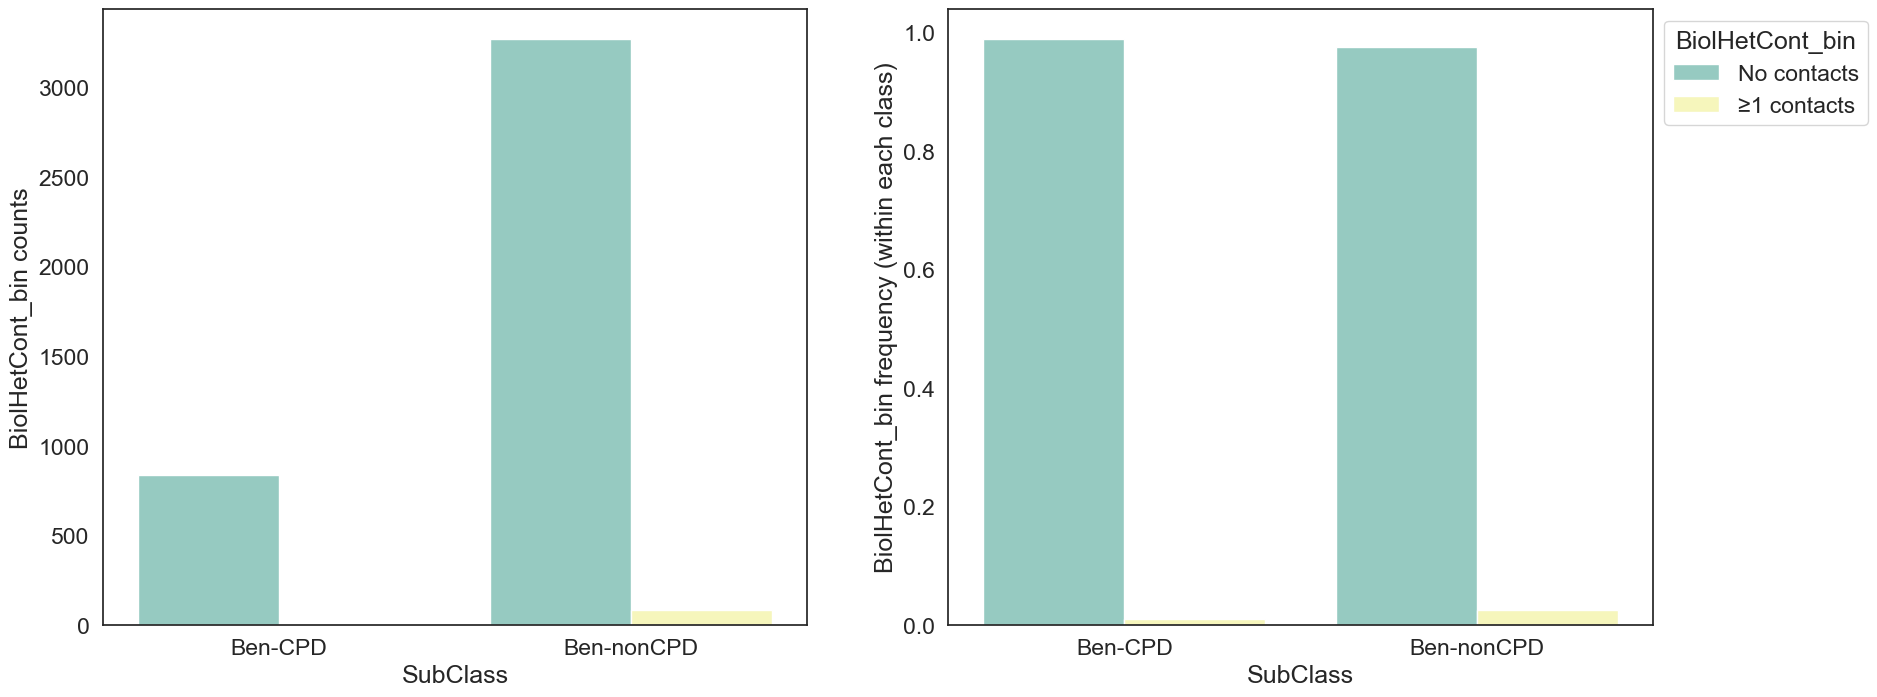 BiolHetCont_bin counts
3000
2500
2000
1500
1000
500
0
Ben-CPD
Ben-nonCPD
SubClass
BiolHetCont_bin frequency (within each class)
1.0
0.8
0.6
0.4
0.2
0.0
Ben-CPD
Ben-nonCPD
SubClass
BiolHetCont_bin
No contacts
≥1 contacts